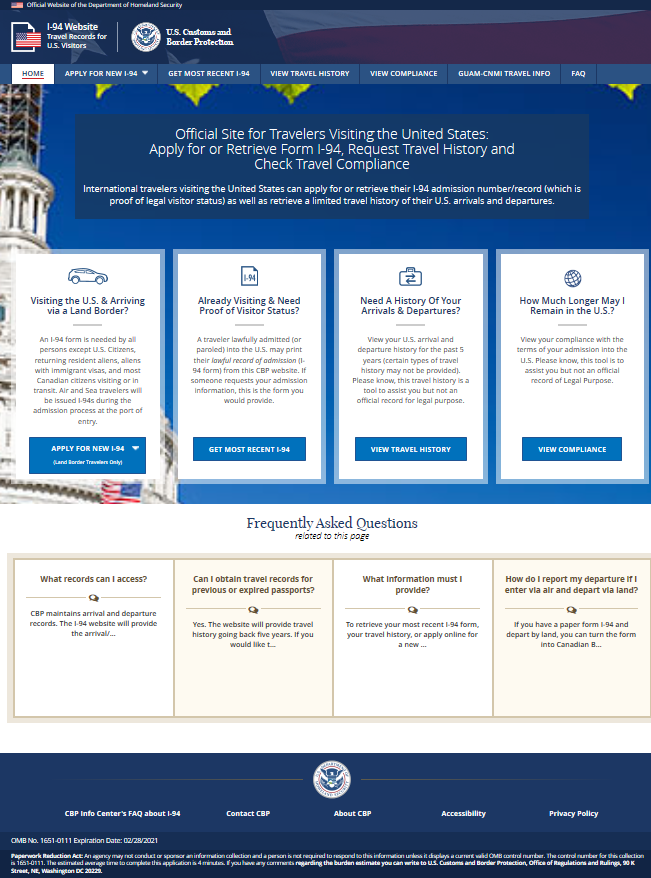 Official Website of the Department of Homeland Security
I-94 Website
Travel Records for
U.S. Visitors
U.S. Customs and
Border Protection
HOME
APPLY FOR NEW I-94
GET MOST RECENT I-94
VIEW TRAVEL HISTORY
VIEW COMPLIANCE
GUAM-CNMI TRAVEL INFO
FAQ
Official Site for Travelers Visiting the United States:
Apply for or Retrieve Form I-94, Request Travel History and
Check Travel Compliance
International travelers visiting the United States can apply for or retrieve their I-94 admission number/record (which is
proof of legal visitor status) as well as retrieve a limited travel history of their U.S. arrivals and departures.
Visiting the U.S. & Arriving
via a Land Border?
An I-94 form is needed by all
persons except U.S. Citizens,
returning resident aliens, aliens
with immigrant visas, and most
Canadian citizens visiting or in
transit. Air and Sea travelers will
be issued I-94s during the
admission process at the port of
entry.
APPLY FOR NEW I-94
(Land Border Travelers Only)
I-94
Already Visiting & Need
Proof of Visitor Status?
A traveler lawfully admitted (or
paroled) into the U.S. may print
their lawful record of admission (I-
94 form) from this CBP website. If
someone requests your admission
information, this is the form you
would provide.
GET MOST RECENT I-94
Need A History Of Your
Arrivals & Departures?
View your U.S. arrival and
departure history for the past 5
years (certain types of travel
history may not be provided).
Please know, this travel history is a
tool to assist you but not an
official record for legal purpose.
VIEW TRAVEL HISTORY
How Much Longer May I
Remain in the U.S.?
View your compliance with the
terms of your admission into the
U.S. Please know, this tool is to
assist you but not an official
record of Legal Purpose.
VIEW COMPLIANCE
Frequently Asked Questions
related to this page
What records can I access?
CBP maintains arrival and departure
records. The I-94 website will provide
the arrival/...
Can I obtain travel records for
previous or expired passports?
Yes. The website will provide travel
history going back five years. If you
would like t...
What information must I
provide?
To retrieve your most recent I-94 form,
your travel history, or apply online for
a new ...
How do I report my departure if I
enter via air and depart via land?
If you have a paper form I-94 and
depart by land, you can turn the form
into Canadian B...
CBP Info Center's FAQ about I-94
Contact CBP
About CBP
Accessibility
Privacy Policy
OMB No. 1651-0111 Expiration Date: 02/28/2021
Paperwork Reduction Act: An agency may not conduct or sponsor an information collection and a person is not required to respond to this information unless it displays a current valid OMB control number. The control number for this collection
is 1651-0111. The estimated average time to complete this application is 4 minutes. If you have any comments regarding the burden estimate you can write to U.S. Customs and Border Protection, Office of Regulations and Rulings, 90 K
Street, NE, Washington DC 20229.